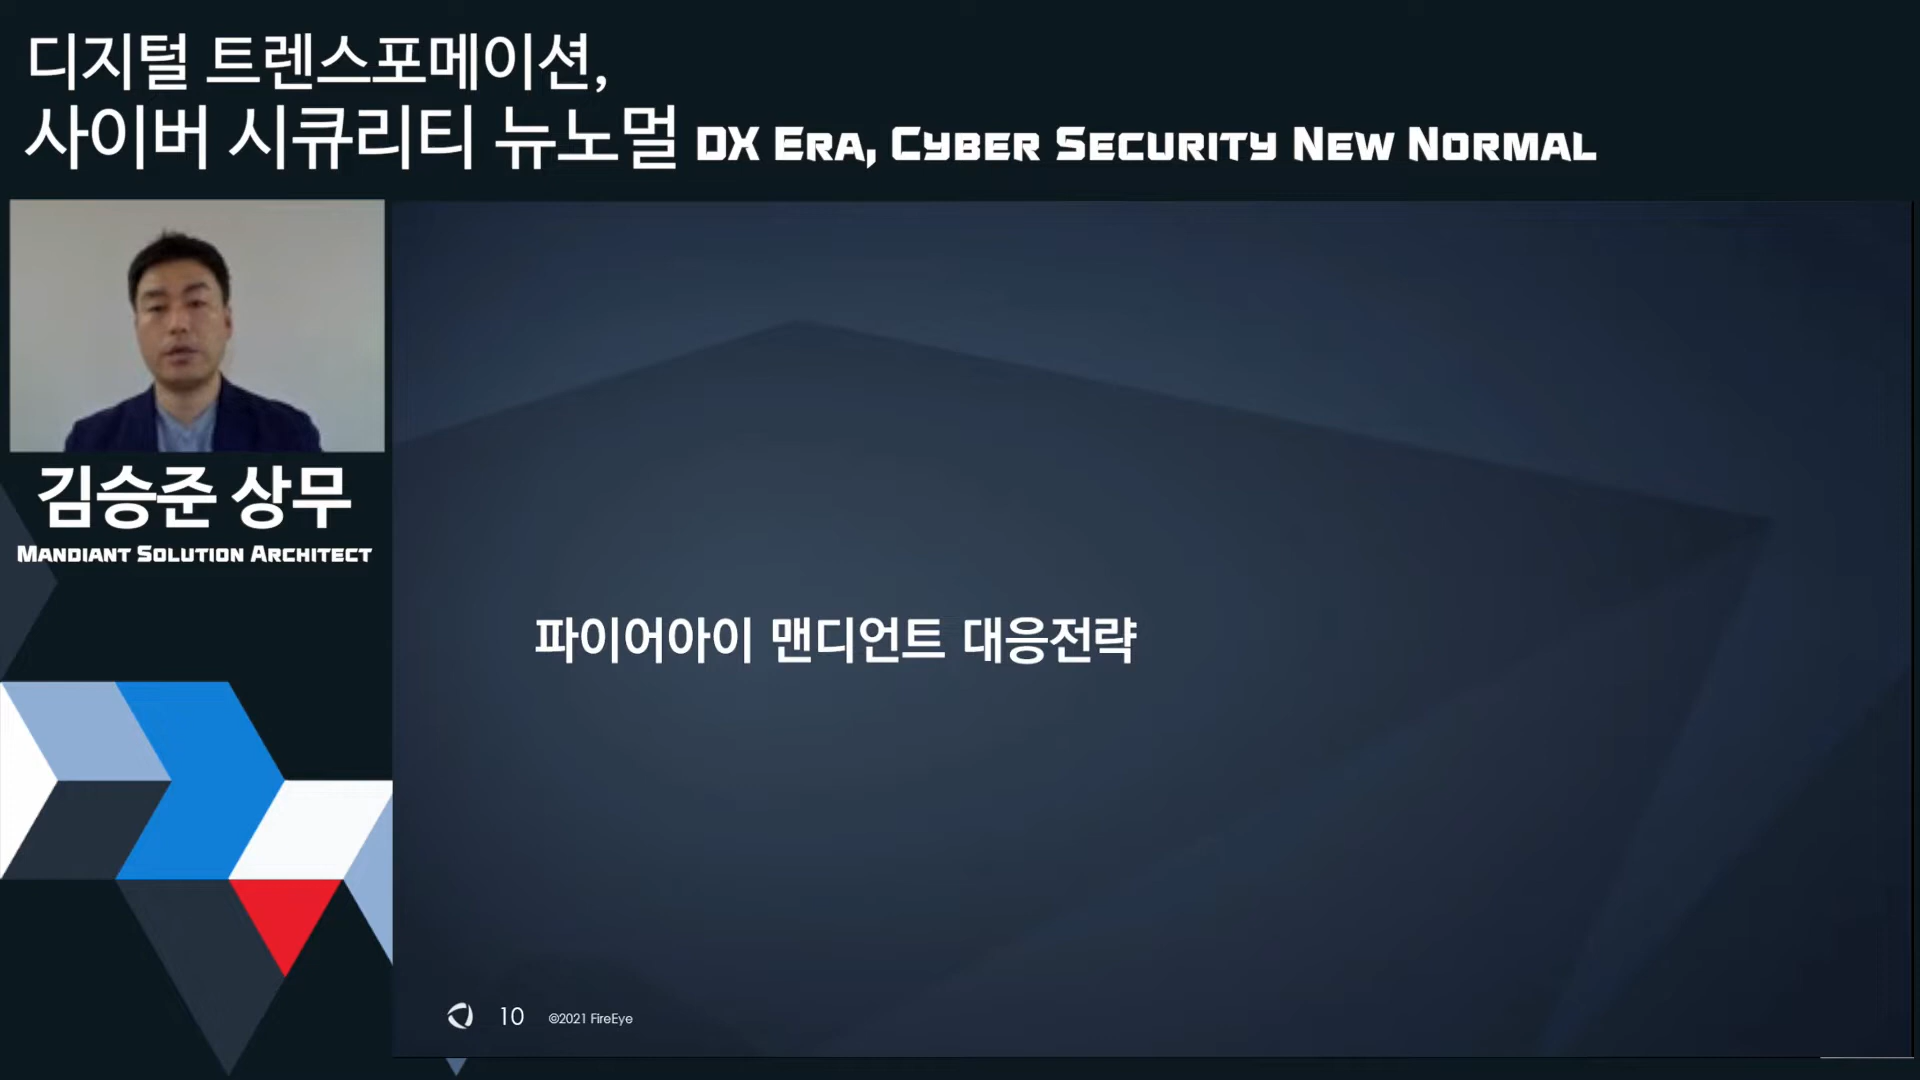 디지털 트렌스포메이션,
사이버 시큐리티 뉴노멀 DX Era, Cyber Security New Normal
김승준 상무
Mandiant Solution Architect
파이어아이 맨디언트 대응전략
10 ©2021 FireEye